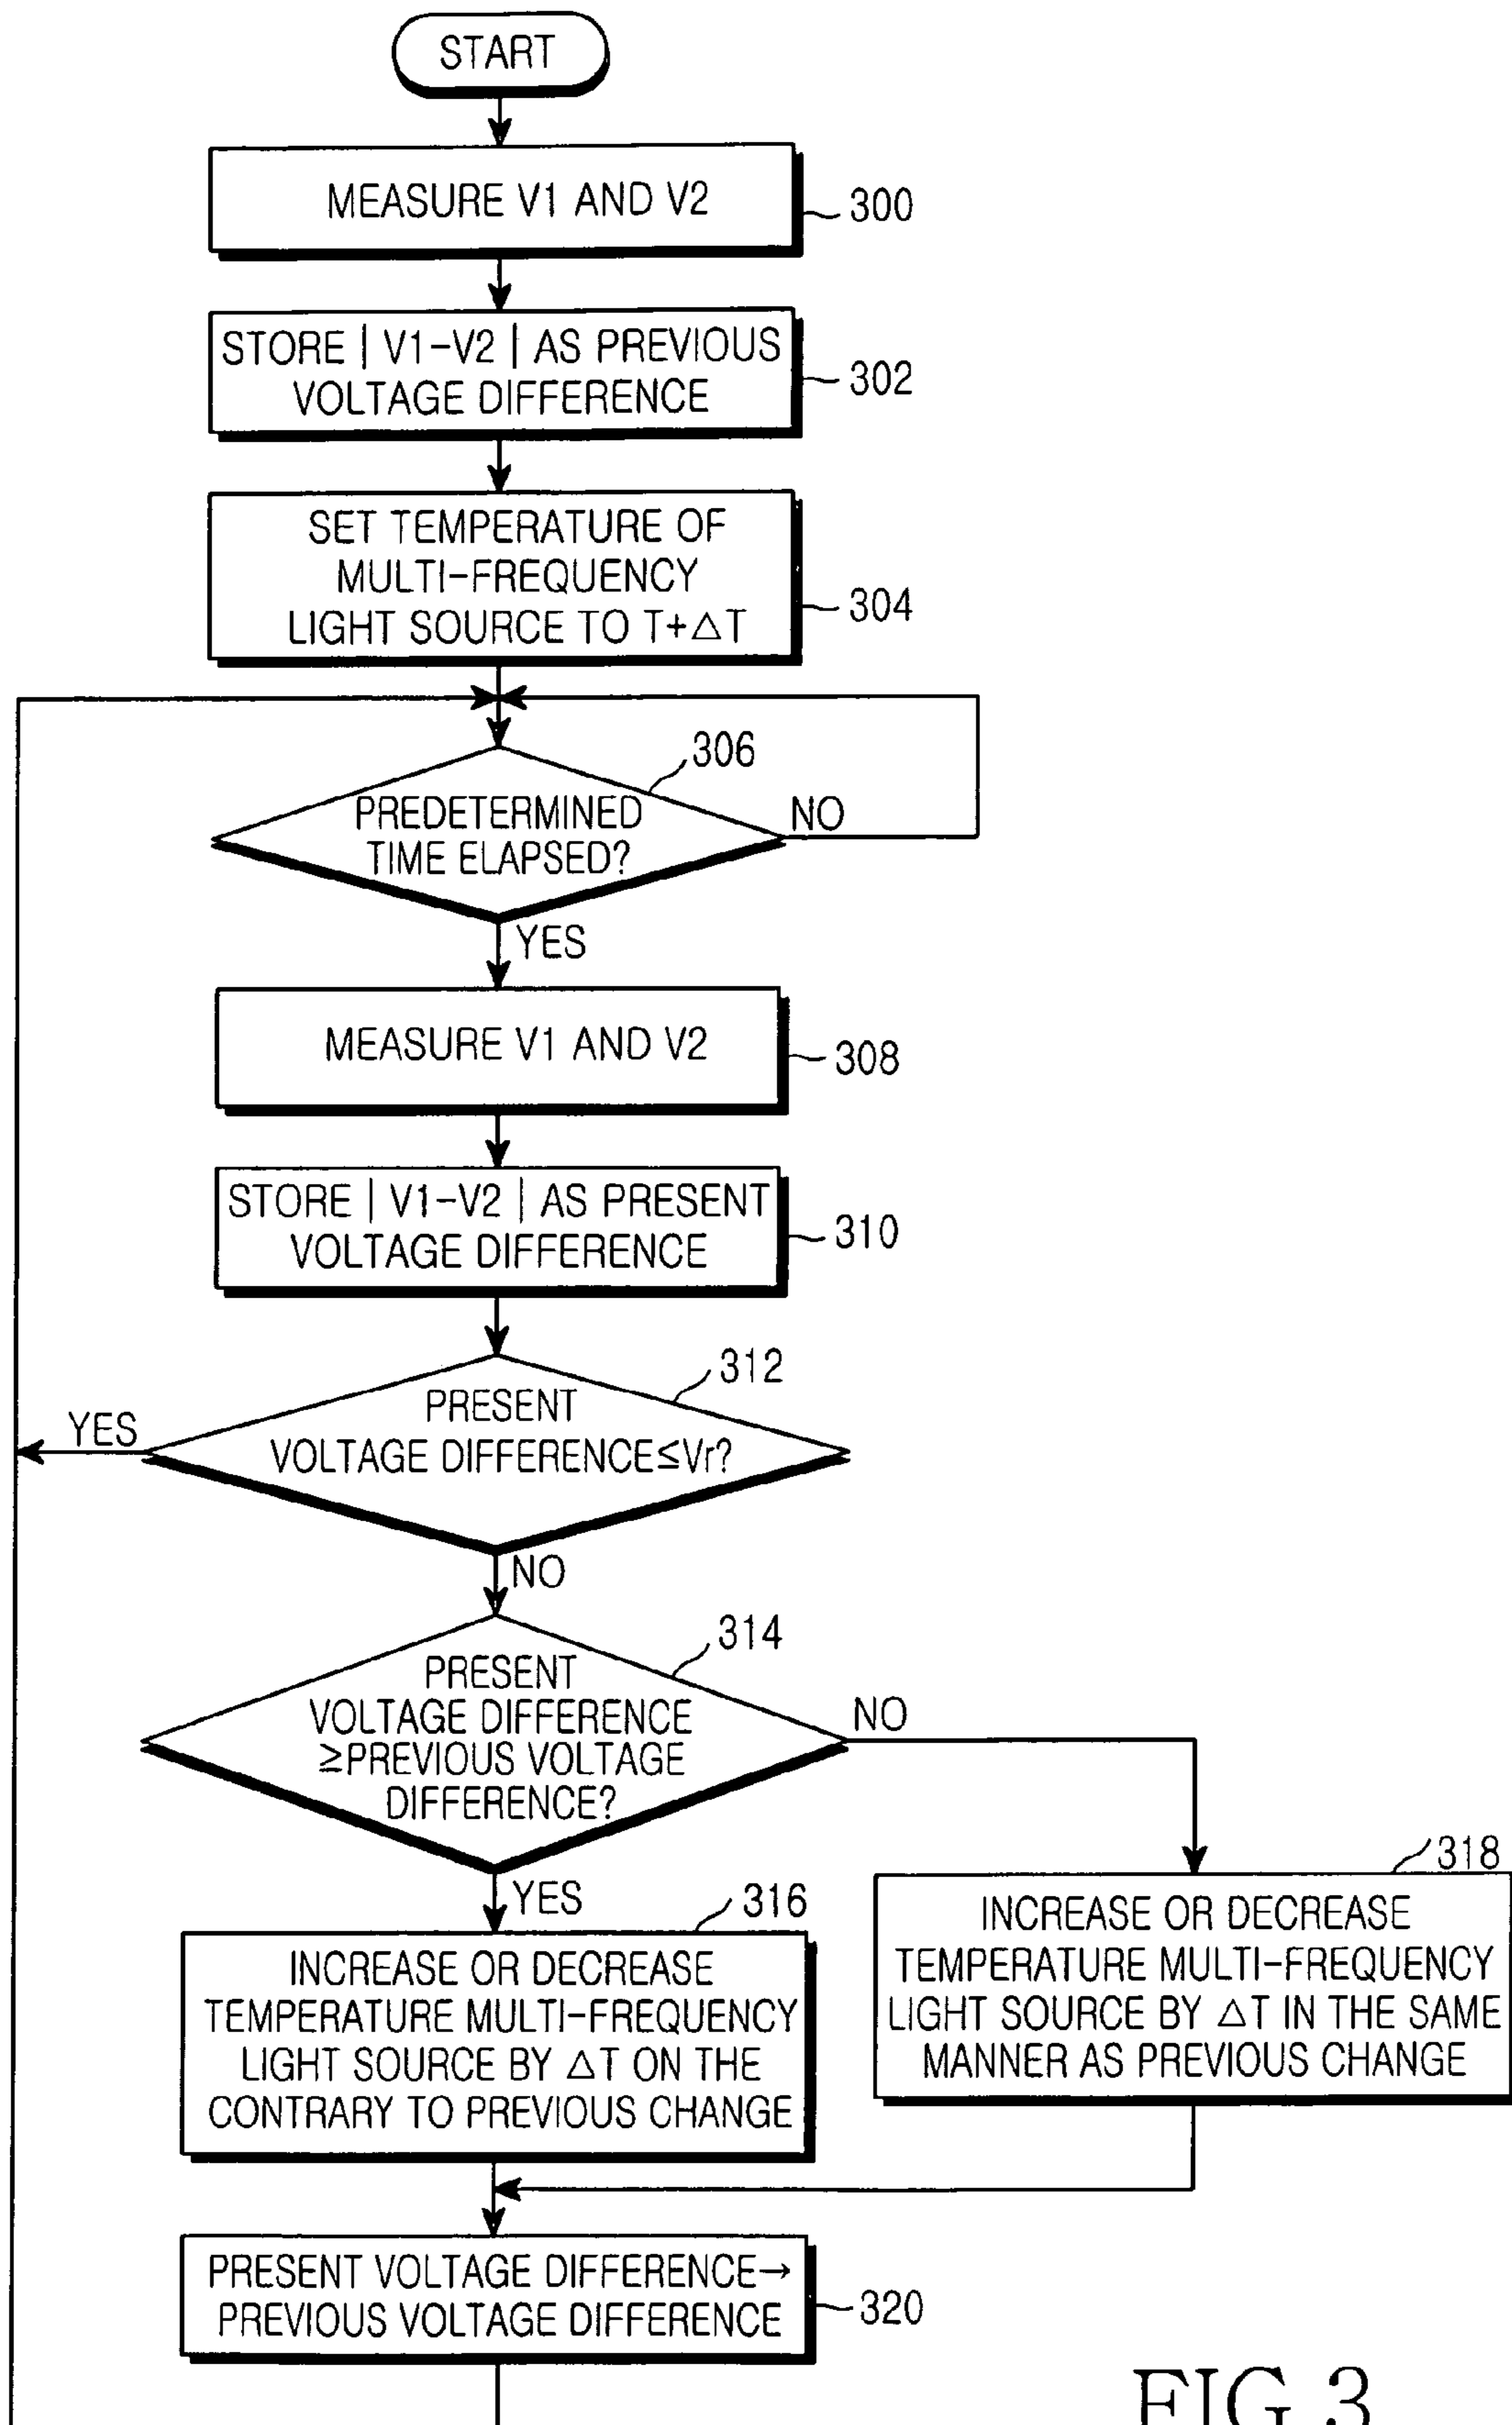 START
MEASURE V1 AND V2
300
STORE | V1-V2 | AS PREVIOUS
VOLTAGE DIFFERENCE
302
SET TEMPERATURE OF
MULTI-FREQUENCY
LIGHT SOURCE TO T+△T
304
306
PREDETERMINED
TIME ELAPSED?
NO
YES
MEASURE V1 AND V2
308
STORE | V1-V2 | AS PRESENT
VOLTAGE DIFFERENCE
310
312
PRESENT
VOLTAGE DIFFERENCE≤Vr?
YES
NO
314
PRESENT
VOLTAGE DIFFERENCE
≥PREVIOUS VOLTAGE
DIFFERENCE?
NO
YES
316
INCREASE OR DECREASE
TEMPERATURE MULTI-FREQUENCY
LIGHT SOURCE BY △T ON THE
CONTRARY TO PREVIOUS CHANGE
318
INCREASE OR DECREASE
TEMPERATURE MULTI-FREQUENCY
LIGHT SOURCE BY △T IN THE SAME
MANNER AS PREVIOUS CHANGE
PRESENT VOLTAGE DIFFERENCE→
PREVIOUS VOLTAGE DIFFERENCE
320
FIG.3